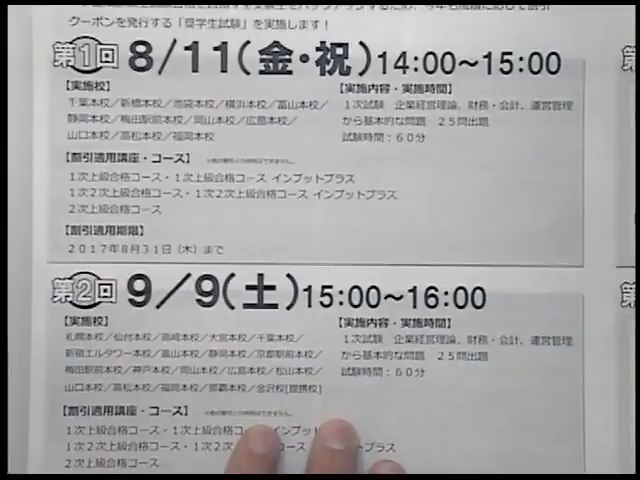 クーポンを発行する「奨学生試験」を実施します！
第1回 8/11(金・祝)14:00～15:00
【実施校】
千葉本校／新橋本校／池袋本校／横浜本校／富山本校／
静岡本校／梅田駅前本校／岡山本校／広島本校／
山口本校／高松本校／福岡本校
【実施内容・実施時間】
１次試験　企業経営理論、財務・会計、運営管理
から基本的な問題　２５問出題
試験時間：６０分
【割引適用講座・コース】
１次上級合格コース・１次上級合格コース インプットプラス
１次２次上級合格コース・１次２次上級合格コース インプットプラス
２次上級合格コース
【割引適用期限】
２０１７年８月３１日（木）まで
第2回 9/9(土)15:00～16:00
【実施校】
札幌本校／仙台本校／高崎本校／大宮本校／千葉本校／
新宿エルタワー本校／富山本校／静岡本校／京都駅前本校／
梅田駅前本校／神戸本校／岡山本校／広島本校／松山本校／
山口本校／高松本校／福岡本校／那覇本校／金沢校[提携校]
【実施内容・実施時間】
１次試験　企業経営理論、財務・会計、運営管理
から基本的な問題　２５問出題
試験時間：６０分
【割引適用講座・コース】
１次上級合格コース・１次上級合格コース インプット
１次２次上級合格コース・１次２次 コース　 トプラス
２次上級合格コース